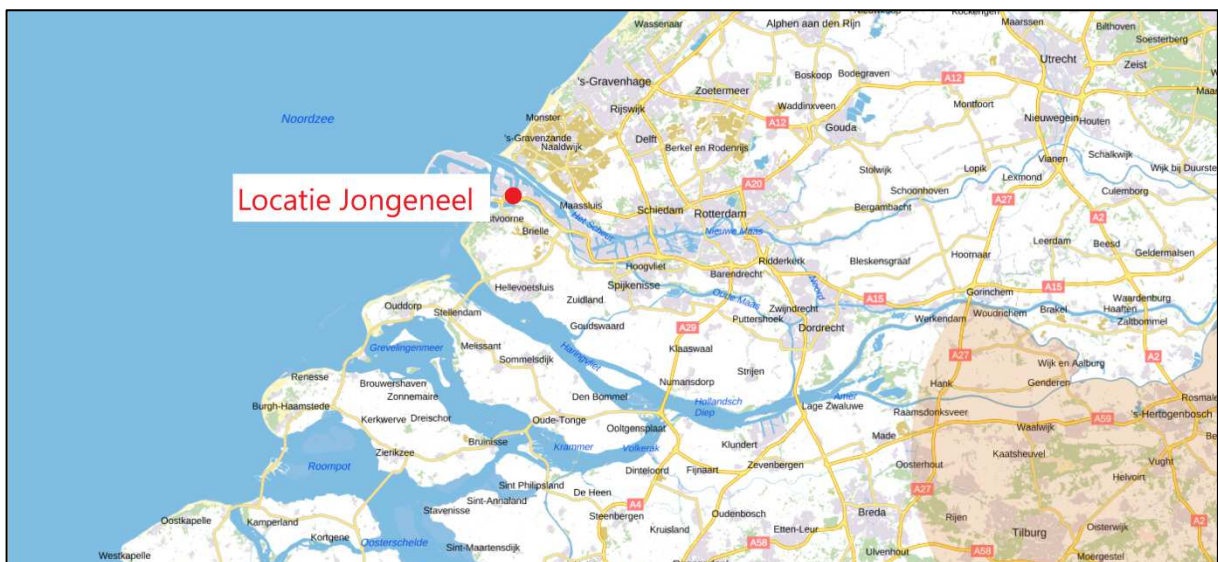 Wassenaar
Alphen aan den Rijn
Kockengen
Maarssen
Bilthoven
Soesterberg
's-Gravenhage
Zoetermeer
Boskoop
Bodegraven
A12
Utrecht
Zeist
Rijswijk
Waddinxveen
Montfoort
Nieuwegein
Houten
Noordzee
Monster
A12
Gouda
's-Gravenzande
Naaldwijk
Delft
Berkel en Rodenrijs
Vianen
Schalkwijk
Stolwijk
Lopik
Lexmond
Wijk bij Duurste
A20
Schoonhoven
Culemborg
Locatie Jongeneel
Maassluis
Schiedam
Rotterdam
Bergambacht
A27
A2
Brielle
Het Scheur
Nieuwe Maas
Leerdam
Beesd
Geldermalsen
Hoogvliet
Barendrecht
Ridderkerk
Bleskensgraaf
Hoornaar
Hellevoetsluis
Spijkenisse
Zuidland
Oude Maas
Noord
A15
Gorinchem
A15
Waardenburg
Ouddorp
Stellendam
Goudswaard
Puttershoek
Zwijndrecht
Dordrecht
Werkendam
Woudrichem
Brakel
Haaften
Zaltbommel
Grevelingenmeer
Melissant
Sommelsdijk
Haringvliet
A29
Klaaswaal
A27
Wijk en Aalburg
A2
Renesse
Brouwershaven
Zonnemaire
Numansdorp
Strijen
Hank
Genderen
Rosmale
Burgh-Haamstede
Kerkwerve
Dreischor
Den Bommel
Hollandsch
Diep
Amer
Lage Zwaluwe
Raamsdonksveer
A59
's-Hertogenbosch
Oude-Tonge
Ooltgensplaat
Waalwijk
Zierikzee
Bruinisse
Krammer
Volkerak
Klundert
Made
Kaatsheuvel
Vught
Roompot
Dinteloord
Fijnaart
Zevenbergen
Oosterhout
Helvoirt
Sint Philipsland
De Heen
A27
Oostkapelle
Kamperland
Sint-Annaland
Stavenisse
A4
Steenbergen
Oudenbosch
Breda
Rijen
Oisterwijk
A2
Kortgene
Kruisland
Etten-Leur
Tilburg
Westkapelle
Oosterschelde
Sint-Maartensdijk
A58
Ulvenhout
A58
Moergestel